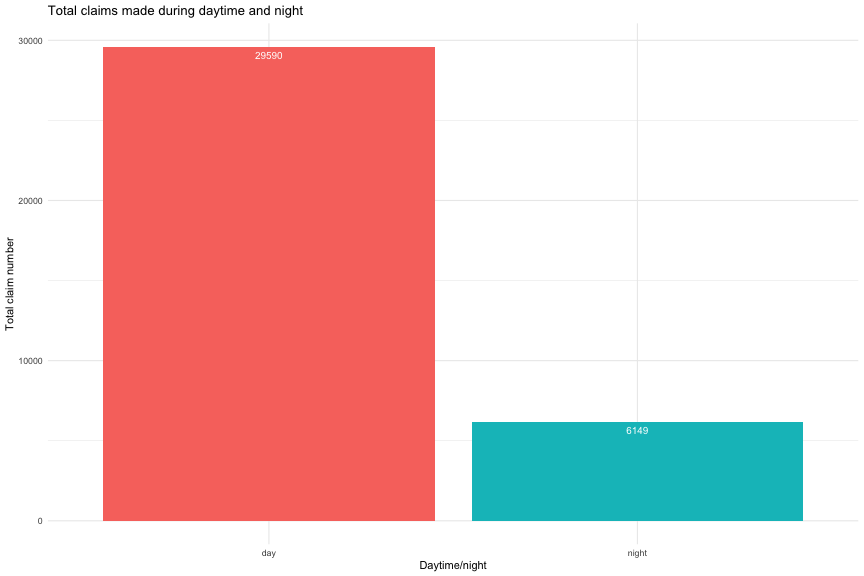 Total claims made during daytime and night
Total claim number
30000
20000
10000
0
29590
6149
day
night
Daytime/night